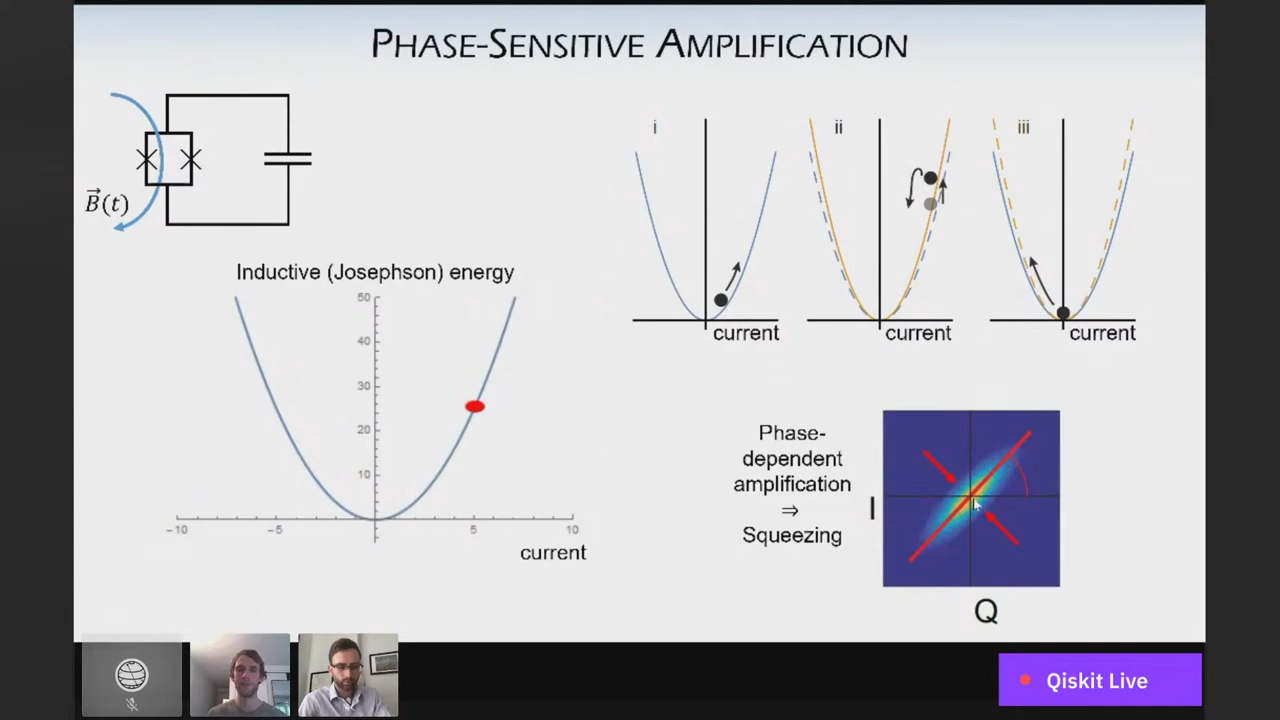 PHASE-SENSITIVE AMPLIFICATION
B(t)
i
ii
iii
current
current
current
Inductive (Josephson) energy
50
40
30
20
10
-10
-5
5
10
current
Phase-
dependent
amplification
⇒
Squeezing
I
Q
Qiskit Live